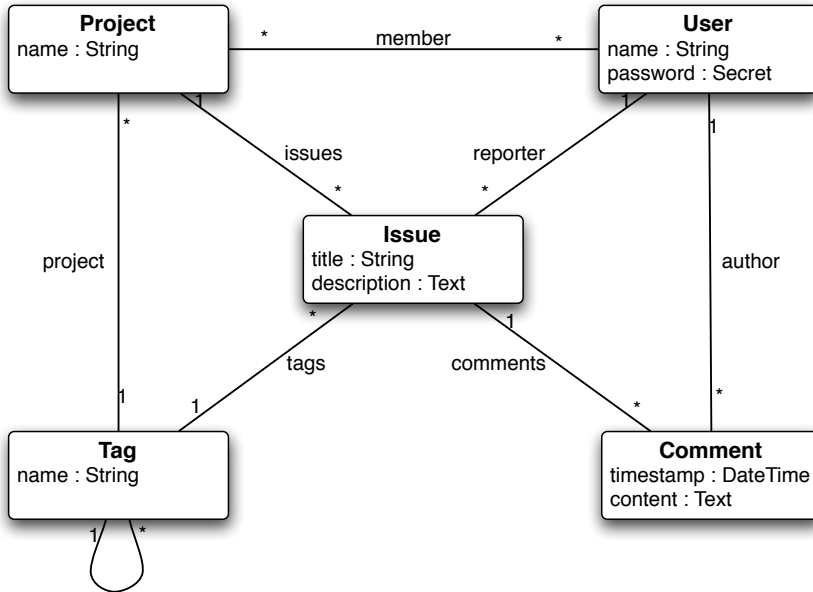 Project
name : String
* member *
User
name : String
password : Secret
1
1
1
*
issues
reporter
*
*
Issue
title : String
description : Text
project
author
*
1
tags
comments
1
1
*
*
Tag
name : String
Comment
timestamp : DateTime
content : Text
1 *